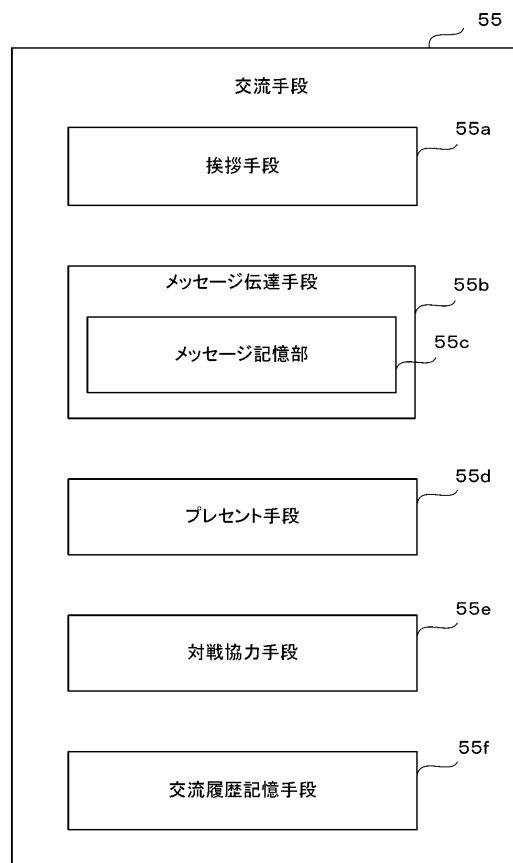 55
交流手段
55a
挨拶手段
メッセージ伝達手段
55b
メッセージ記憶部
55c
プレゼント手段
55d
対戦協力手段
55e
交流履歴記憶手段
55f